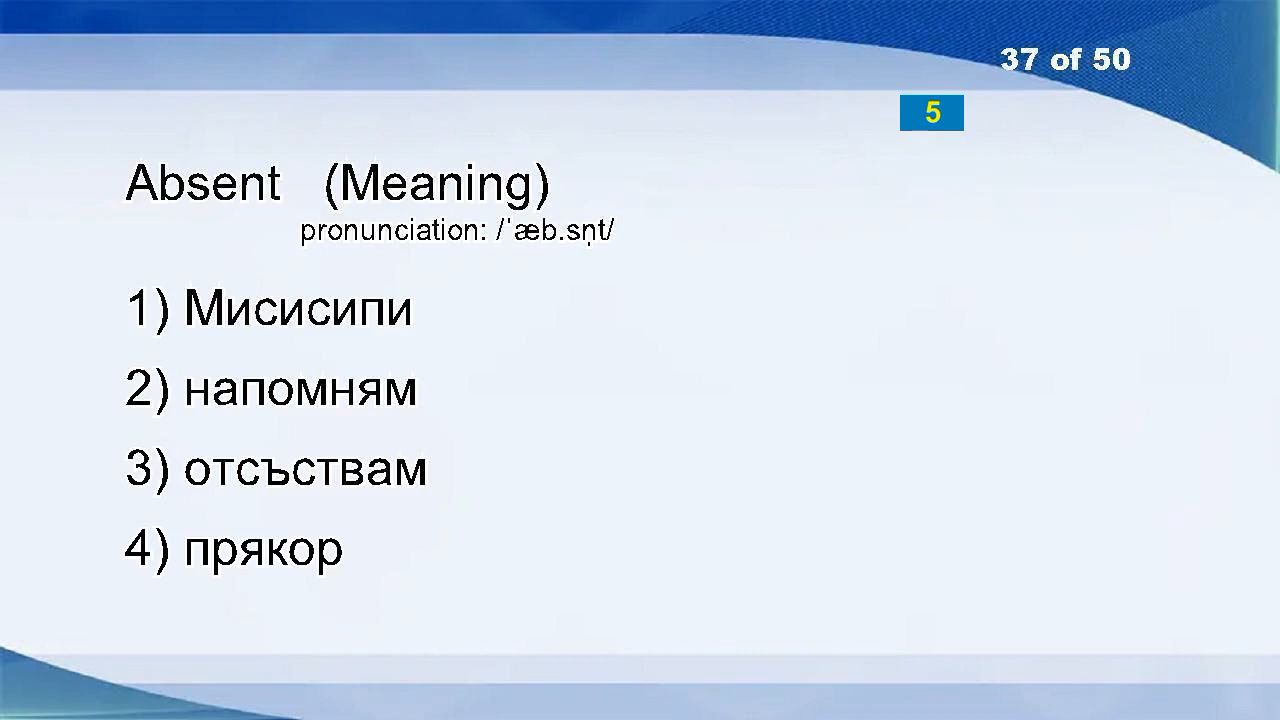 37 of 50
5
Absent (Meaning)
pronunciation: /ˈæb.sn̩t/
1) Мисисипи
2) напомням
3) отсъствам
4) прякор